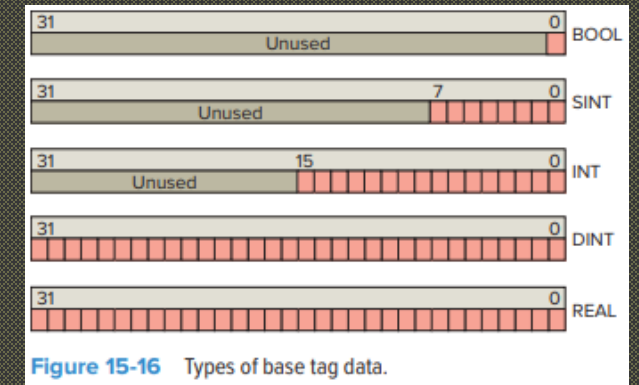 31 0
BOOL
Unused
31 7 0
SINT
Unused
31 15 0
INT
Unused
31 0
DINT
31 0
REAL
Figure 15-16 Types of base tag data.